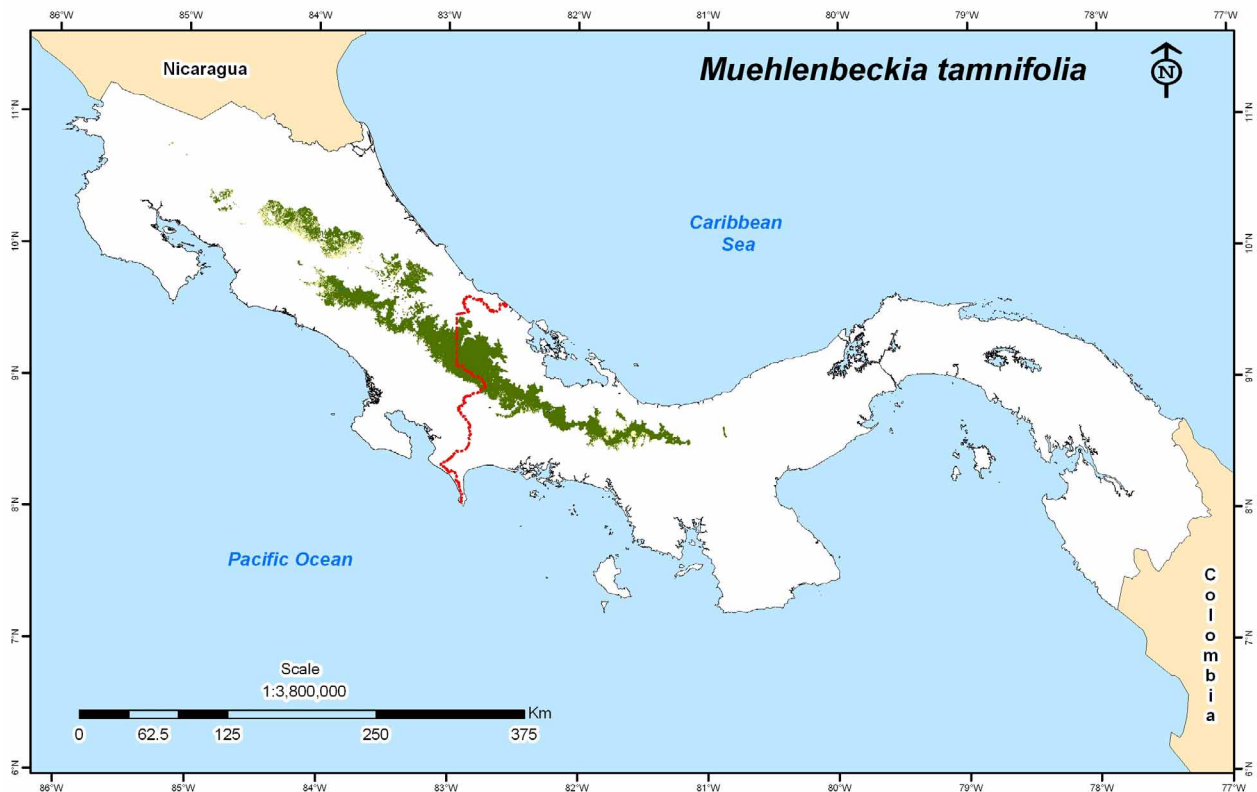 86°W 85°W 84°W 83°W 82°W 81°W 80°W 79°W 78°W 77°W
Nicaragua
Muehlenbeckia tamnifolia
N
11°N 11°N
Caribbean
Sea
10°N 10°N
9°N 9°N
8°N 8°N
Pacific Ocean
Colombia
7°N 7°N
Scale
1:3,800,000
Km
0 62.5 125 250 375
6°N 6°N
86°W 85°W 84°W 83°W 82°W 81°W 80°W 79°W 78°W 77°W